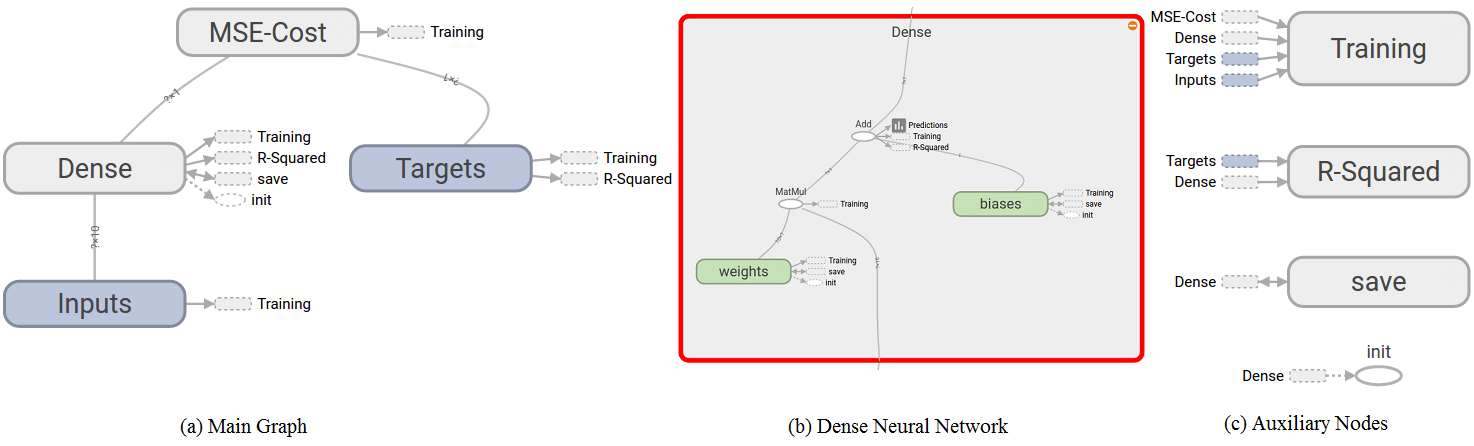 MSE-Cost
Training
?×1
?×1
Dense
Training
R-Squared
save
init
Targets
Training
R-Squared
?×10
Inputs
Training
(a) Main Graph
Dense
Add
Predictions
Training
R-Squared
MatMul
Training
biases
Training
save
init
weights
Training
save
init
(b) Dense Neural Network
MSE-Cost
Dense
Targets
Inputs
Training
Targets
Dense
R-Squared
Dense
save
init
Dense
(c) Auxiliary Nodes